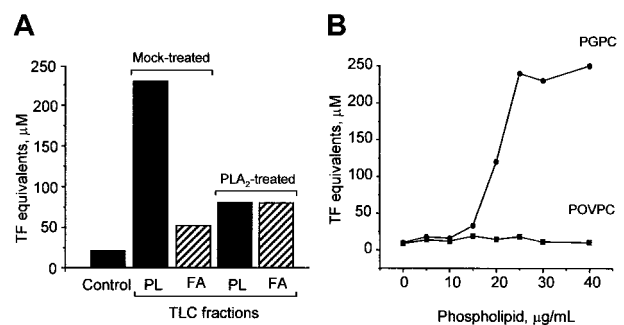 A
Mock-treated
TF equivalents, μM
250
200
150
100
50
0
PLA₂-treated
Control PL FA PL FA
TLC fractions
B
PGPC
TF equivalents, μM
250
200
150
100
50
0
POVPC
0 10 20 30 40
Phospholipid, μg/mL